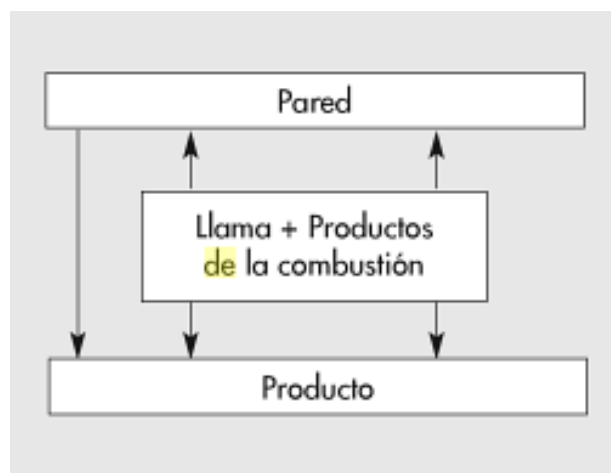 Pared
Llama + Productos
de la combustión
Producto